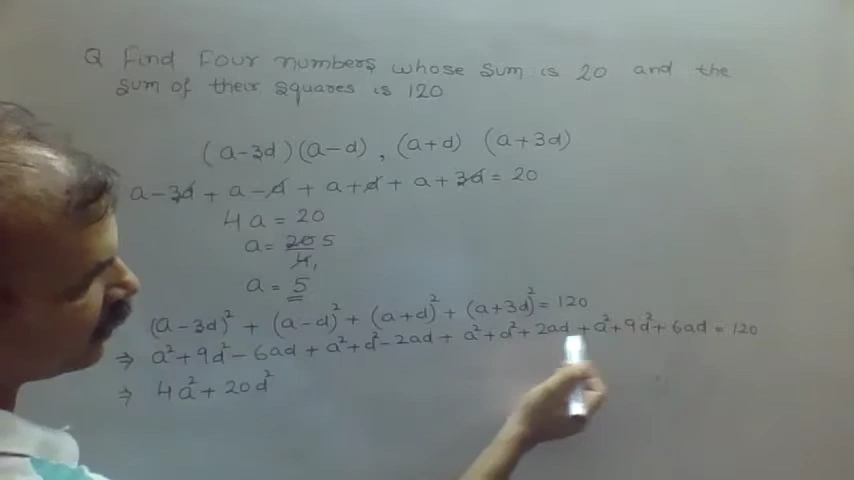 Q Find Four numbers whose sum is 20 and the
sum of their squares is 120
(a-3d)(a-d), (a+d) (a+3d)
a-3d + a-d + a+d + a+3d = 20
4a = 20
a = 20/4 5
1
a = 5
(a-3d)² + (a-d)² + (a+d)² + (a+3d)² = 120
⇒ a²+9d²-6ad + a²+d²-2ad + a²+d²+2ad+a²+9d²+6ad = 120
⇒ 4a²+20d²